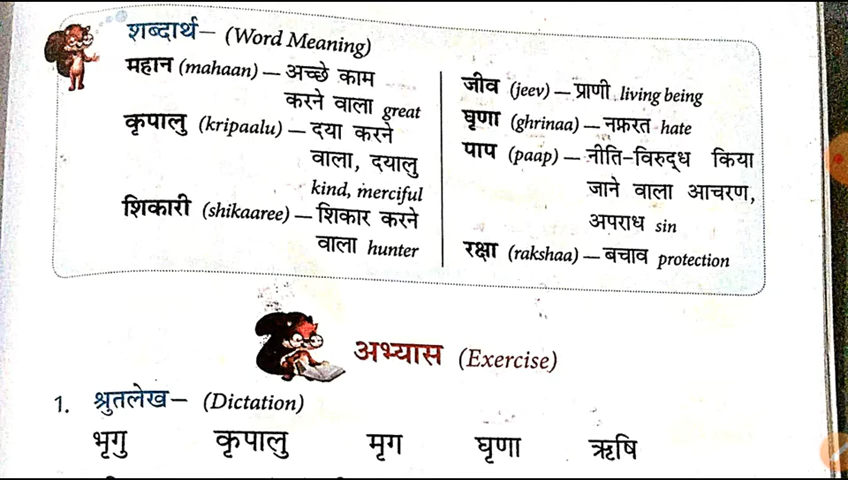 शब्दार्थ– (Word Meaning)
महान (mahaan) — अच्छे काम
करने वाला great
कृपालु (kripaalu) — दया करने
वाला, दयालु
kind, merciful
शिकारी (shikaaree) — शिकार करने
वाला hunter
जीव (jeev) — प्राणी living being
घृणा (ghrinaa) — नफ़रत hate
पाप (paap) — नीति-विरुद्ध किया
जाने वाला आचरण,
अपराध sin
रक्षा (rakshaa) — बचाव protection
अभ्यास (Exercise)
1. श्रुतलेख– (Dictation)
भृगु कृपालु मृग घृणा ऋषि